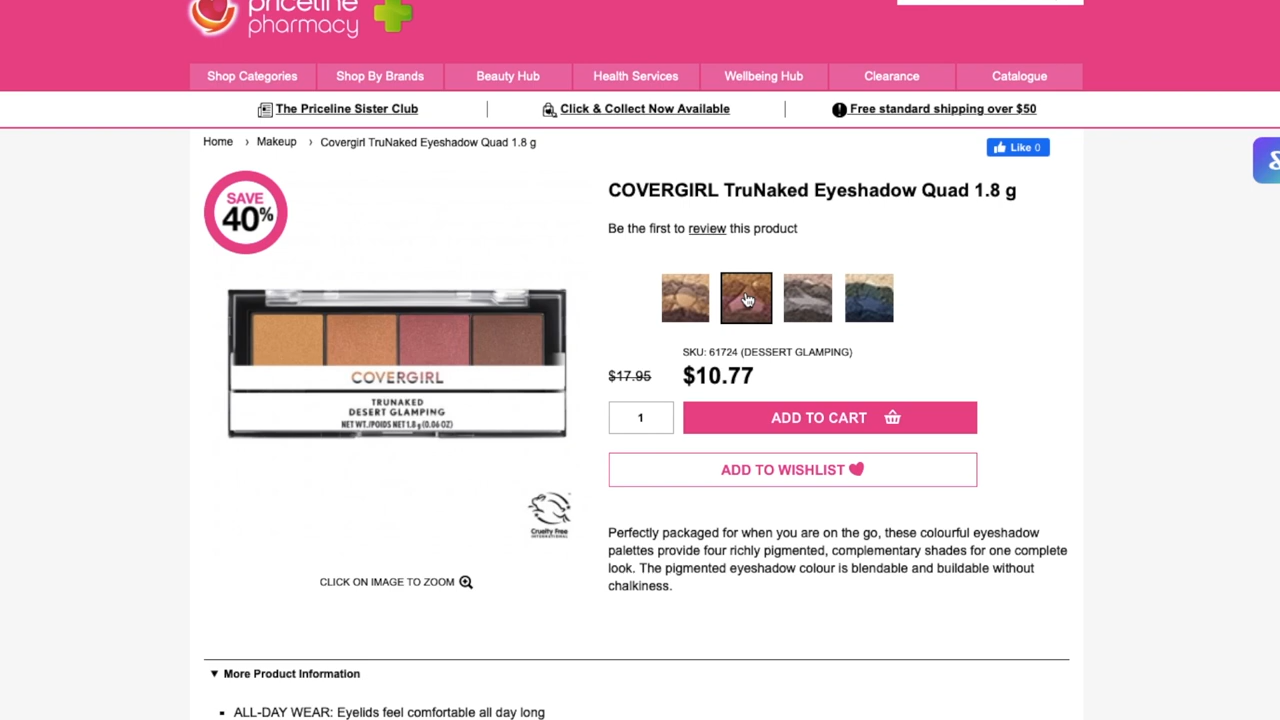 priceline
pharmacy
Shop Categories
Shop By Brands
Beauty Hub
Health Services
Wellbeing Hub
Clearance
Catalogue
The Priceline Sister Club
Click & Collect Now Available
Free standard shipping over $50
Home › Makeup › Covergirl TruNaked Eyeshadow Quad 1.8 g
Like 0
SAVE
40%
COVERGIRL TruNaked Eyeshadow Quad 1.8 g
Be the first to review this product
SKU: 61724 (DESSERT GLAMPING)
$17.95
$10.77
1
ADD TO CART
ADD TO WISHLIST
COVERGIRL
TRUNAKED
DESERT GLAMPING
NET WT./POIDS NET 1.8 g (0.06 OZ)
Cruelty Free
INTERNATIONAL
CLICK ON IMAGE TO ZOOM
Perfectly packaged for when you are on the go, these colourful eyeshadow
palettes provide four richly pigmented, complementary shades for one complete
look. The pigmented eyeshadow colour is blendable and buildable without
chalkiness.
▼ More Product Information
▪ ALL-DAY WEAR: Eyelids feel comfortable all day long